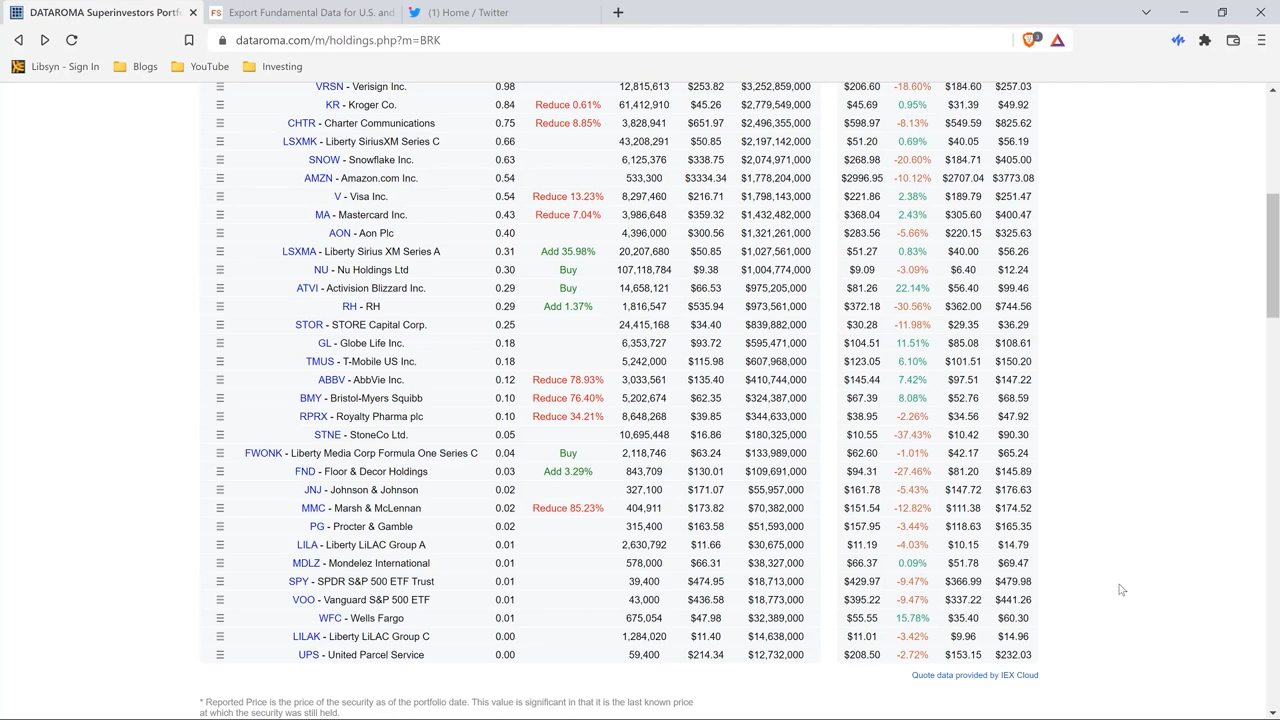 DATAROMA Superinvestors Portf
FS Export Fundamental Data for U.S. and
(1) Home / Twitter
dataroma.com/m/holdings.php?m=BRK
3
Libsyn - Sign In Blogs YouTube Investing
VRSN - Verisign Inc. 0.98 12,815,613 $253.82 $3,252,859,000 $206.60 -18.60% $184.60 $257.03
KR - Kroger Co. 0.84 Reduce 0.61% $45.26 $2,779,549,000 $45.69 0.95% $31.39 $49.92
CHTR - Charter Communications 0.75 Reduce 8.85% 3,828,941 $651.97 $2,496,355,000 $598.97 -8.13% $549.59 $825.62
LSXMK - Liberty Sirius XM Series C 0.66 43,208,291 $50.85 $2,197,142,000 $51.20 0.69% $40.05 $56.19
SNOW - Snowflake Inc. 0.63 6,125,376 $338.75 $2,074,971,000 $268.98 -20.60% $184.71 $405.00
AMZN - Amazon.com Inc. 0.54 533,300 $3334.34 $1,778,204,000 $2996.95 -10.12% $2707.04 $3773.08
V - Visa Inc. 0.54 Reduce 13.23% 8,297,460 $216.71 $1,798,143,000 $221.86 2.38% $189.79 $251.47
MA - Mastercard Inc. 0.43 Reduce 7.04% 3,986,648 $359.32 $1,432,482,000 $368.04 2.43% $305.60 $400.47
AON - Aon Plc 0.40 4,396,000 $300.56 $1,321,261,000 $283.56 -5.66% $220.15 $325.63
LSXMA - Liberty Sirius XM Series A 0.31 Add 35.98% $50.85 $1,027,561,000 $51.27 0.83% $40.00 $56.26
NU - Nu Holdings Ltd 0.30 Buy 107,118,784 $9.38 $1,004,774,000 $9.09 -3.09% $6.40 $12.24
ATVI - Activision Blizzard Inc. 0.29 Buy 14,658,121 $66.53 $975,205,000 $81.26 22.14% $56.40 $99.46
RH - RH 0.29 Add 1.37% 1,816,547 $535.94 $973,561,000 $372.18 -30.56% $362.00 $744.56
STOR - STORE Capital Corp. 0.25 24,415,168 $34.40 $839,882,000 $30.28 -11.98% $29.35 $36.29
GL - Globe Life Inc. 0.18 6,353,727 $93.72 $595,471,000 $104.51 11.51% $85.08 $108.61
TMUS - T-Mobile US Inc. 0.18 5,242,000 $115.98 $607,968,000 $123.05 6.10% $101.51 $150.20
ABBV - AbbVie Inc. 0.12 Reduce 78.93% 3,033,561 $135.40 $410,744,000 $145.44 7.42% $97.51 $147.22
BMY - Bristol-Myers Squibb 0.10 Reduce 76.40% 5,202,674 $62.35 $324,387,000 $67.39 8.08% $52.76 $68.59
RPRX - Royalty Pharma plc 0.10 Reduce 34.21% 8,648,268 $39.85 $344,633,000 $38.95 -2.26% $34.56 $47.92
STNE - StoneCo Ltd. 0.05 10,695,448 $16.86 $180,325,000 $10.55 -37.43% $10.42 $90.30
FWONK - Liberty Media Corp Formula One Series C 0.04 Buy $63.24 $133,989,000 $62.60 -1.01% $42.17 $65.24
FND - Floor & Decor Holdings 0.03 Add 3.29% 843,709 $130.01 $109,691,000 $94.31 -27.46% $81.20 $145.89
JNJ - Johnson & Johnson 0.02 327,100 $171.07 $55,957,000 $161.78 -5.43% $147.72 $176.63
MMC - Marsh & McLennan 0.02 Reduce 85.23% $173.82 $70,382,000 $151.54 -12.82% $111.38 $174.52
PG - Procter & Gamble 0.02 315,400 $163.58 $51,593,000 $157.95 -3.44% $118.63 $165.35
LILA - Liberty LiLAC Group A 0.01 2,630,792 $11.66 $30,675,000 $11.19 -4.03% $10.15 $14.79
MDLZ - Mondelez International 0.01 578,000 $66.31 $38,327,000 $66.37 0.09% $51.78 $69.47
SPY - SPDR S&P 500 ETF Trust 0.01 39,400 $474.95 $18,713,000 $429.97 -9.47% $366.99 $479.98
VOO - Vanguard S&P 500 ETF 0.01 43,000 $436.58 $18,773,000 $395.22 -9.47% $337.22 $441.26
WFC - Wells Fargo 0.01 675,054 $47.98 $32,389,000 $55.55 15.78% $35.40 $60.30
LILAK - Liberty LiLAC Group C 0.00 1,284,020 $11.40 $14,638,000 $11.01 $9.96 $14.96
UPS - United Parcel Service 0.00 59,400 $214.34 $12,732,000 $208.50 -2.72% $153.15 $232.03
Quote data provided by IEX Cloud
* Reported Price is the price of the security as of the portfolio date. This value is significant in that it is the last known price
at which the security was still held.